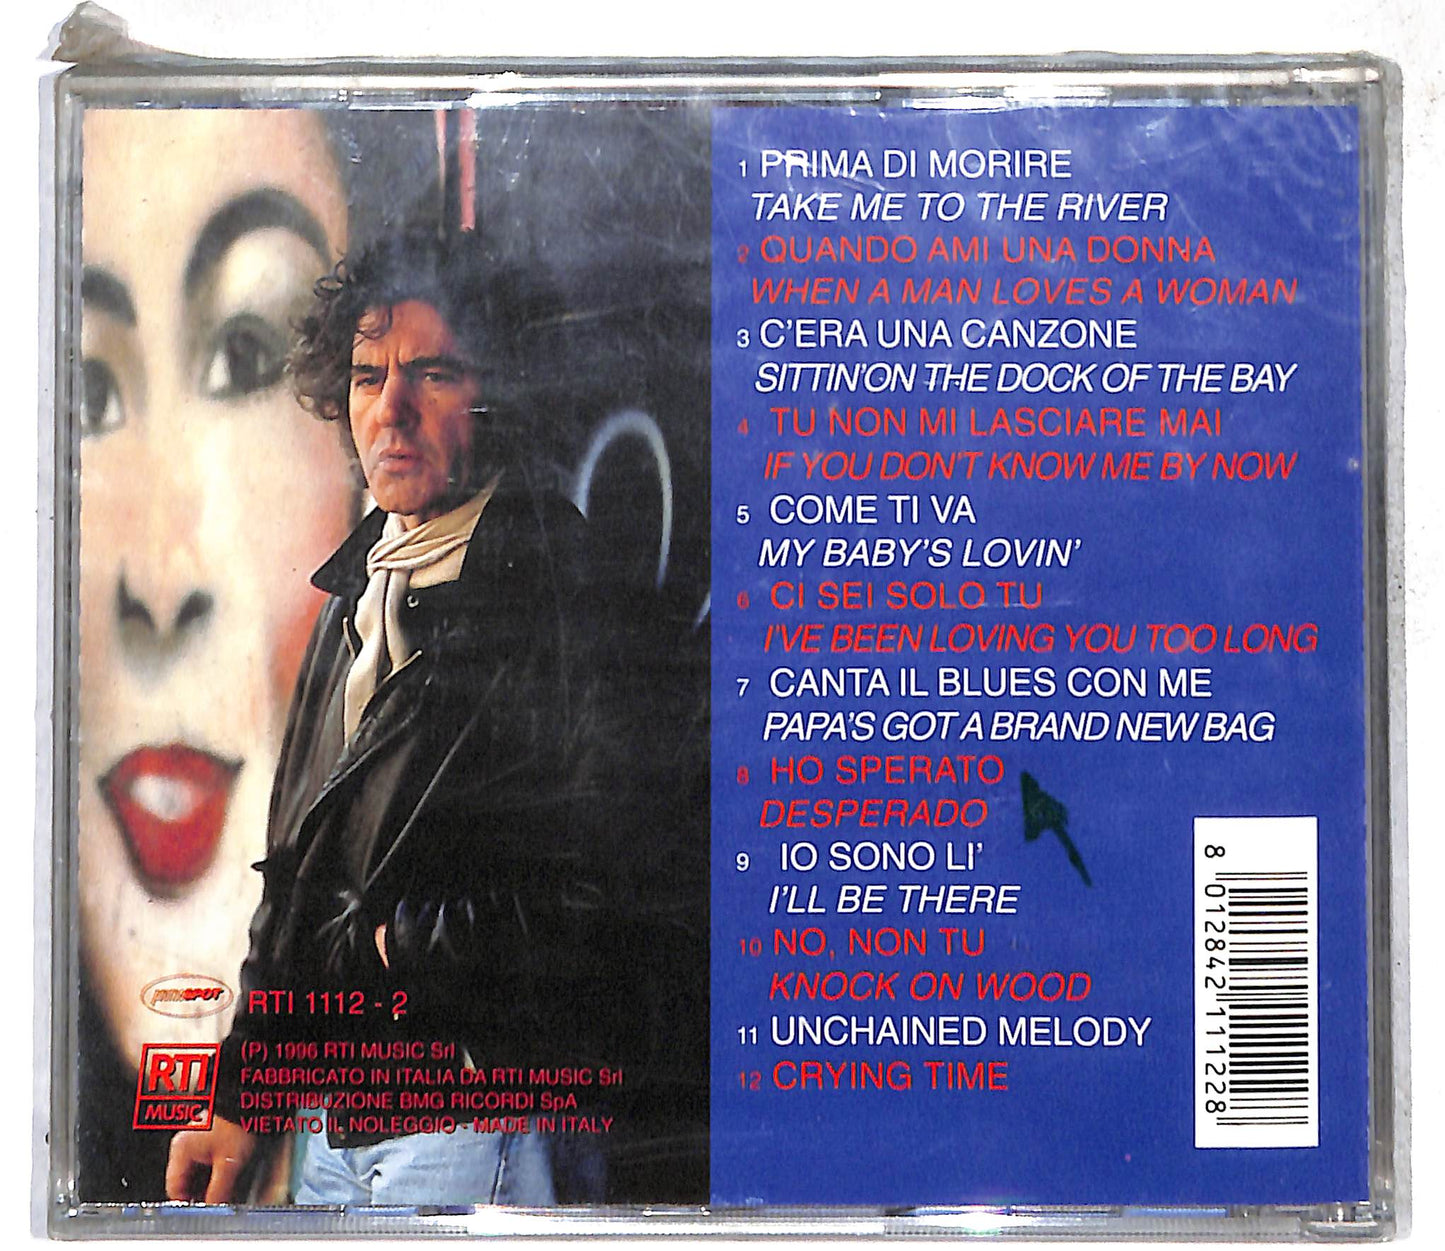 1 PRIMA DI MORIRE
TAKE ME TO THE RIVER
2 QUANDO AMI UNA DONNA
WHEN A MAN LOVES A WOMAN
3 C'ERA UNA CANZONE
SITTIN'ON THE DOCK OF THE BAY
4 TU NON MI LASCIARE MAI
IF YOU DON'T KNOW ME BY NOW
5 COME TI VA
MY BABY'S LOVIN'
6 CI SEI SOLO TU
I'VE BEEN LOVING YOU TOO LONG
7 CANTA IL BLUES CON ME
PAPA'S GOT A BRAND NEW BAG
8 HO SPERATO
DESPERADO
9 IO SONO LI'
I'LL BE THERE
10 NO, NON TU
KNOCK ON WOOD
11 UNCHAINED MELODY
12 CRYING TIME
SPOT
RTI 1112 - 2
RTI
MUSIC
(P) 1996 RTI MUSIC Srl
FABBRICATO IN ITALIA DA RTI MUSIC Srl
DISTRIBUZIONE BMG RICORDI SpA
VIETATO IL NOLEGGIO - MADE IN ITALY
8 012842 111228